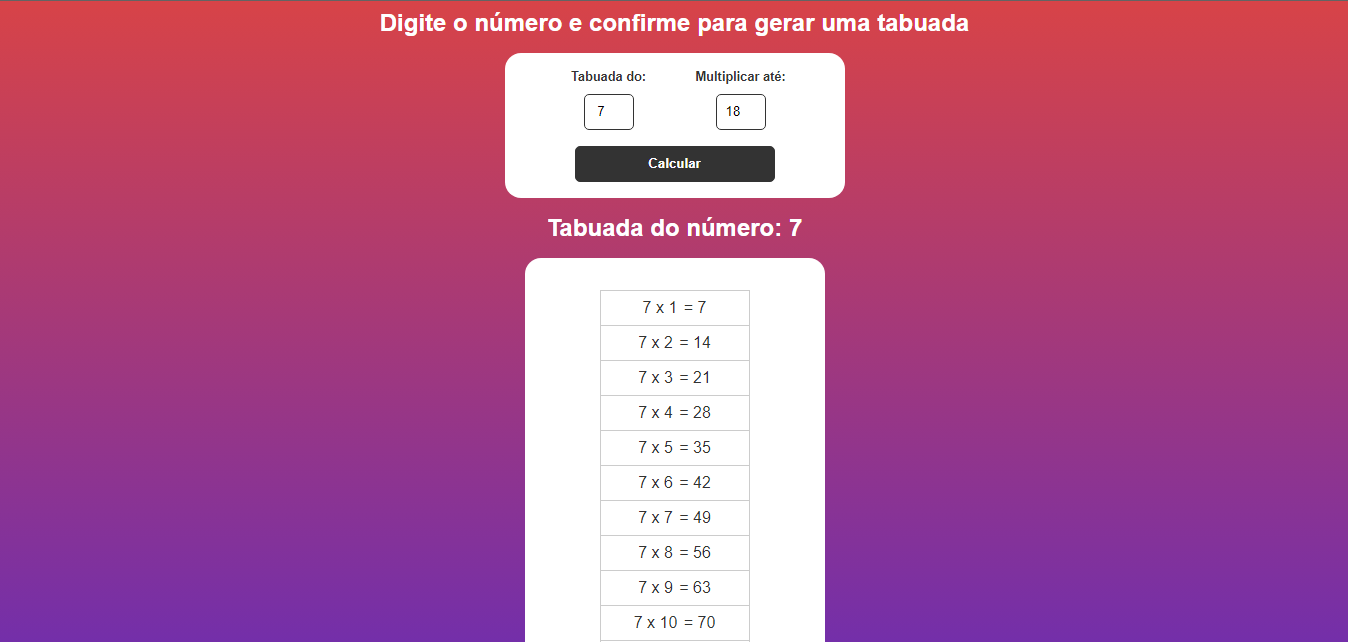 Digite o número e confirme para gerar uma tabuada
Tabuada do: Multiplicar até:
7 18
Calcular
Tabuada do número: 7
7 x 1 = 7
7 x 2 = 14
7 x 3 = 21
7 x 4 = 28
7 x 5 = 35
7 x 6 = 42
7 x 7 = 49
7 x 8 = 56
7 x 9 = 63
7 x 10 = 70